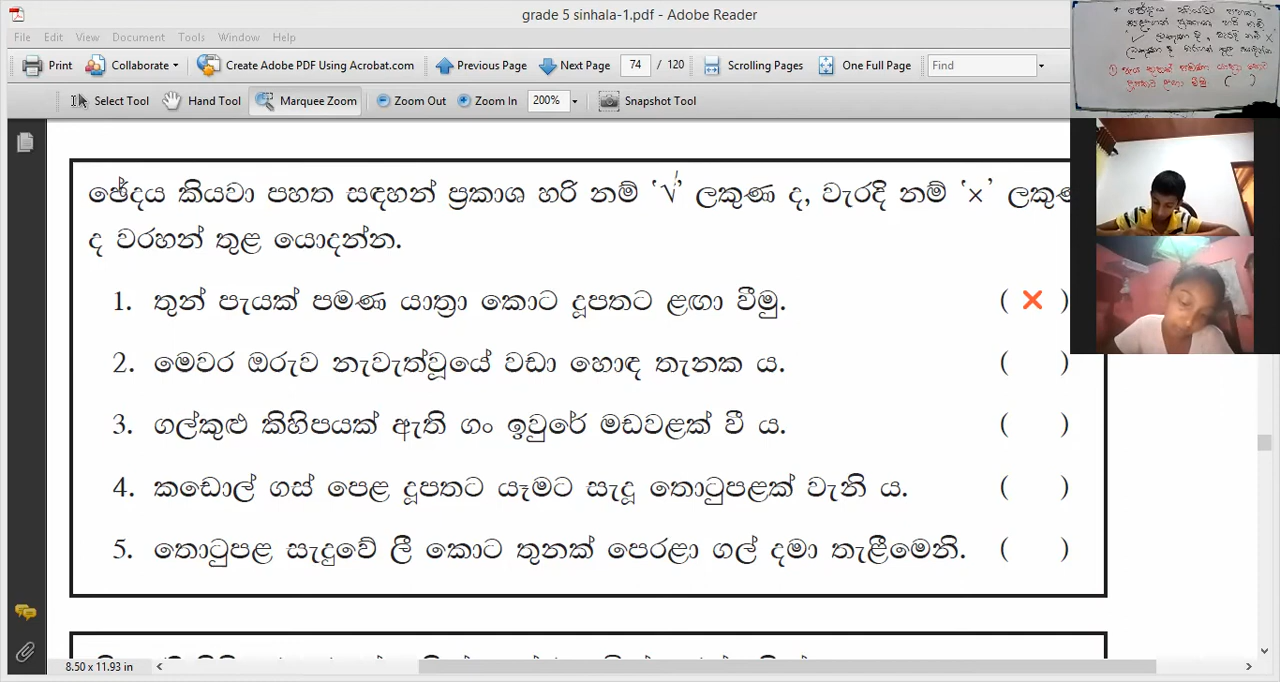 grade 5 sinhala-1.pdf - Adobe Reader
File Edit View Document Tools Window Help
Print Collaborate Create Adobe PDF Using Acrobat.com Previous Page Next Page 74 / 120 Scrolling Pages One Full Page Find
Select Tool Hand Tool Marquee Zoom Zoom Out Zoom In 200% Snapshot Tool
ඡේදය කියවා පහත සඳහන් ප්‍රකාශ හරි නම් ‘√’ ලකුණ ද, වැරදි නම් ‘×’ ලකුණ
ද වරහන් තුළ යොදන්න.
1. තුන් පැයක් පමණ යාත්‍රා කොට දූපතට ළඟා වීමු. ( × )
2. මෙවර ඔරුව නැවැත්වූයේ වඩා හොඳ තැනක ය. ( )
3. ගල්කුළු කිහිපයක් ඇති ගං ඉවුරේ මඩවළක් වී ය. ( )
4. කඩොල් ගස් පෙළ දූපතට යෑමට සැදූ තොටුපළක් වැනි ය. ( )
5. තොටුපළ සැදුවේ ලී කොට තුනක් පෙරළා ගල් දමා තැළීමෙනි. ( )
8.50 x 11.93 in